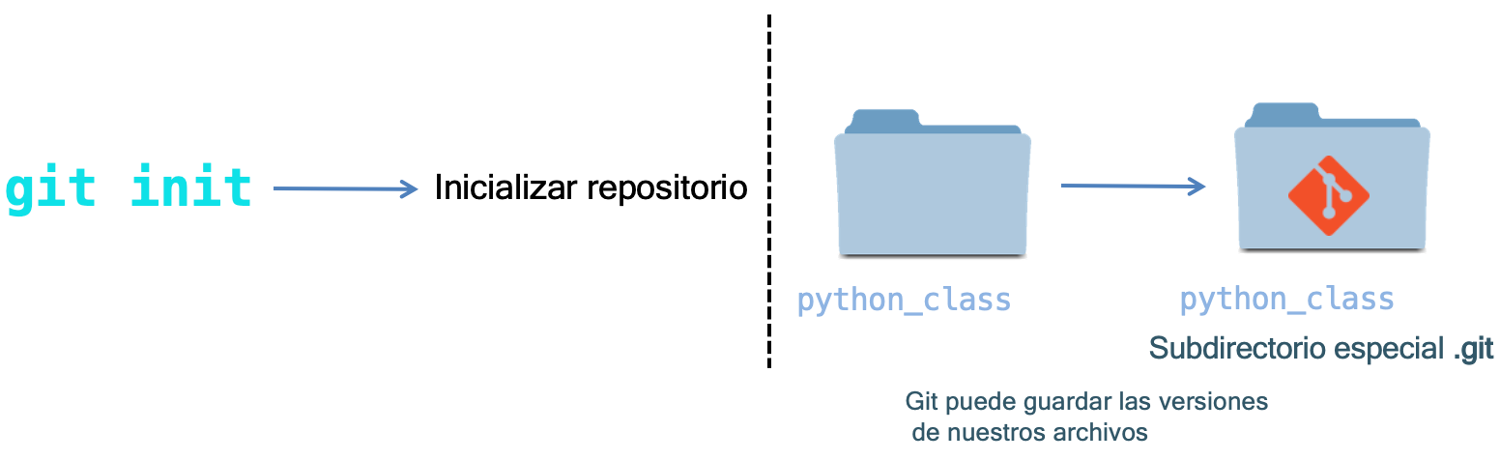 git init
Inicializar repositorio
python_class
python_class
Subdirectorio especial .git
Git puede guardar las versiones
de nuestros archivos